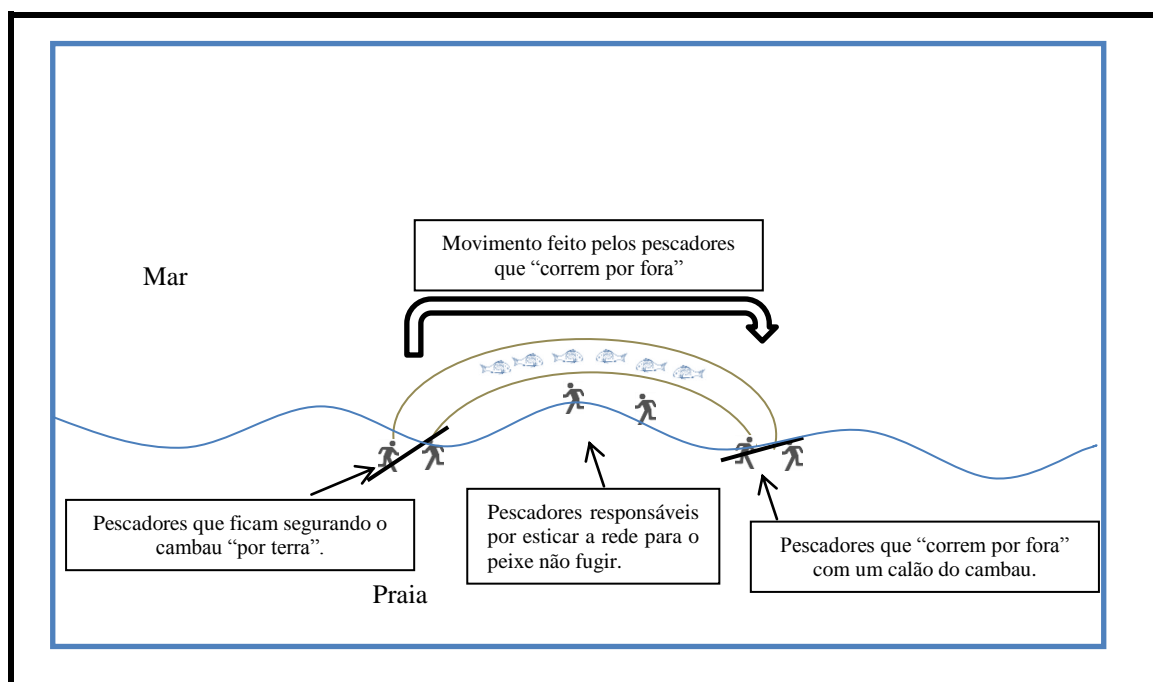 Movimento feito pelos pescadores
que “correm por fora”
Mar
Pescadores que ficam segurando o
cambau “por terra”.
Pescadores responsáveis
por esticar a rede para o
peixe não fugir.
Pescadores que “correm por fora”
com um calão do cambau.
Praia